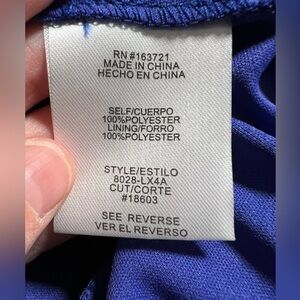 RN #163721
MADE IN CHINA
HECHO EN CHINA
SELF/CUERPO
100%POLYESTER
LINING/FORRO
100%POLYESTER
STYLE/ESTILO
8028-LX4A
CUT/CORTE
#18603
SEE REVERSE
VER EL REVERSO